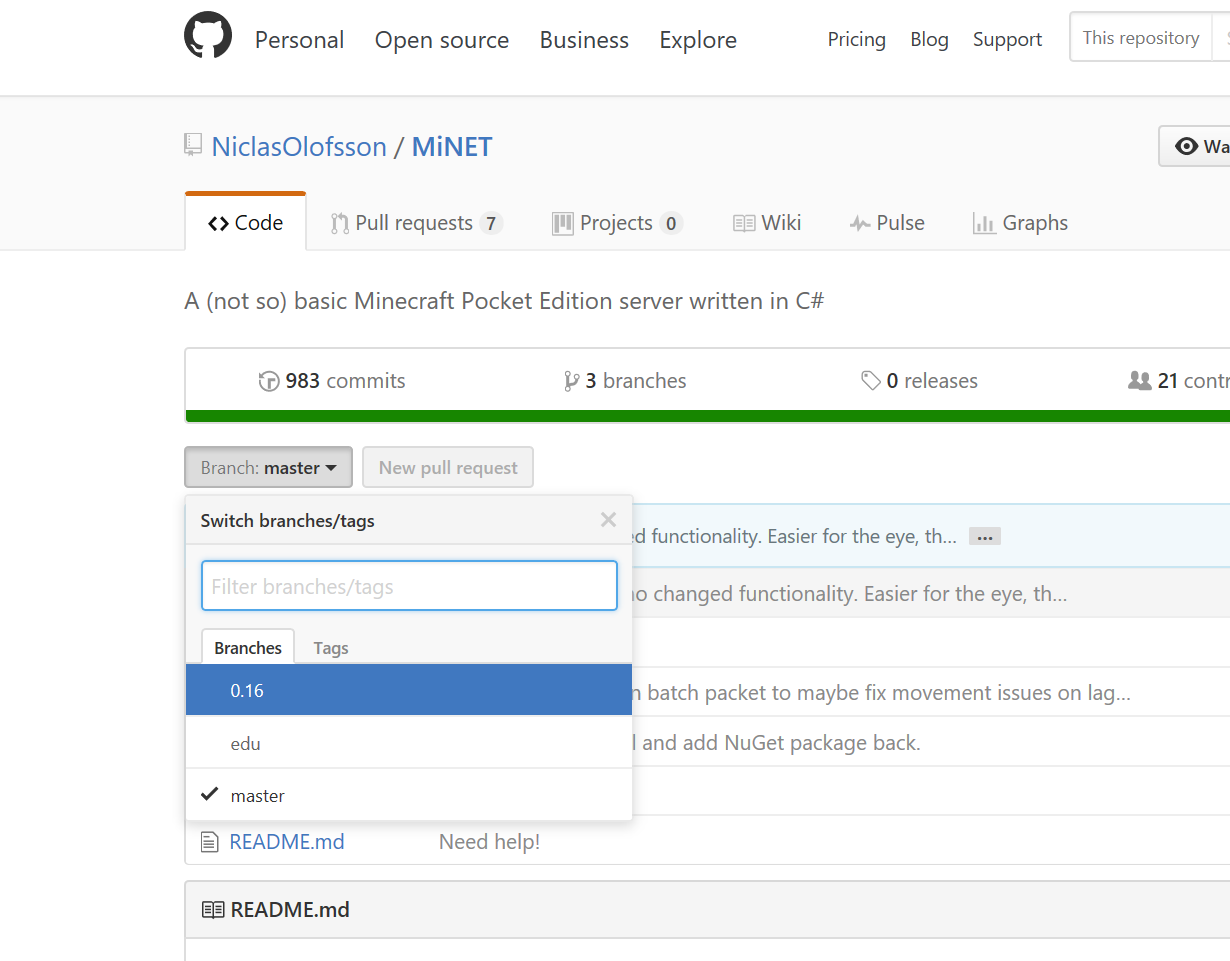 Personal Open source Business Explore Pricing Blog Support This repository
NiclasOlofsson / MiNET
Code Pull requests 7 Projects 0 Wiki Pulse Graphs
A (not so) basic Minecraft Pocket Edition server written in C#
983 commits 3 branches 0 releases 21
Branch: master New pull request
Switch branches/tags
functionality. Easier for the eye, th… …
Filter branches/tags
changed functionality. Easier for the eye, th…
Branches Tags
0.16
batch packet to maybe fix movement issues on lag…
edu
and add NuGet package back.
master
README.md Need help!
README.md